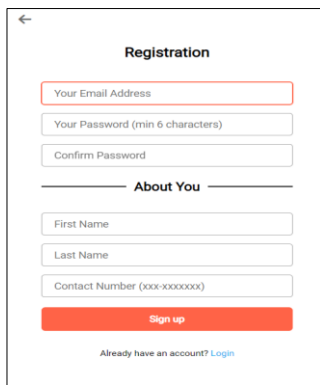 Registration
Your Email Address
Your Password (min 6 characters)
Confirm Password
About You
First Name
Last Name
Contact Number (xxx-xxxxxxx)
Sign up
Already have an account? Login